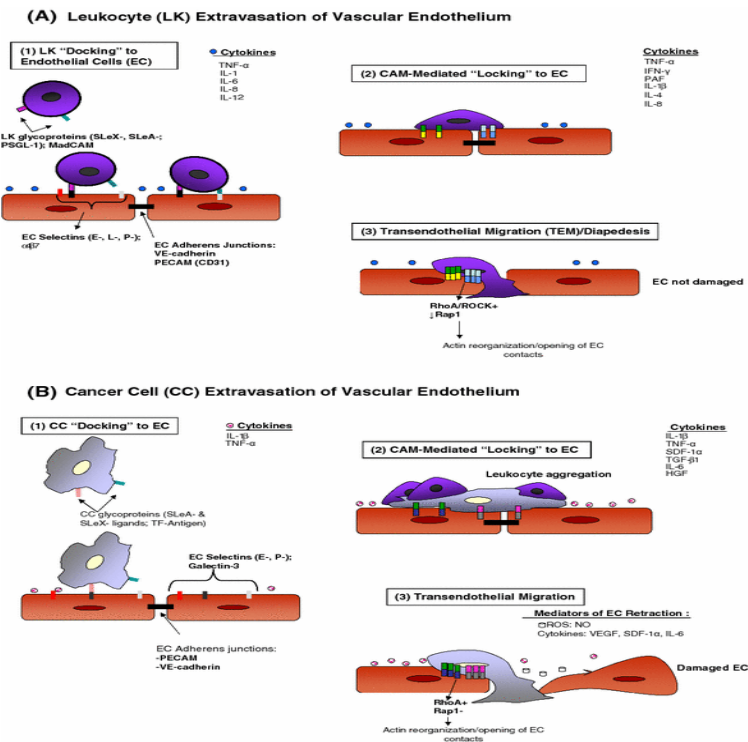 (A) Leukocyte (LK) Extravasation of Vascular Endothelium
(1) LK “Docking” to
Endothelial Cells (EC)
Cytokines
TNF-α
IL-1
IL-6
IL-8
IL-12
LK glycoproteins (SLeX-, SLeA-;
PSGL-1); MadCAM
EC Selectins (E-, L-, P-);
α4β7
EC Adherens Junctions:
VE-cadherin
PECAM (CD31)
(2) CAM-Mediated “Locking” to EC
Cytokines
TNF-α
IFN-γ
PAF
IL-1β
IL-4
IL-8
(3) Transendothelial Migration (TEM)/Diapedesis
EC not damaged
RhoA/ROCK+
↓Rap1
Actin reorganization/opening of EC
contacts
(B) Cancer Cell (CC) Extravasation of Vascular Endothelium
(1) CC “Docking” to EC
Cytokines
IL-1β
TNF-α
CC glycoproteins (SLeA- &
SLeX- ligands; TF-Antigen)
EC Selectins (E-, P-);
Galectin-3
EC Adherens junctions:
-PECAM
-VE-cadherin
(2) CAM-Mediated “Locking” to EC
Cytokines
IL-1β
TNF-α
SDF-1α
TGF-β1
IL-6
HGF
Leukocyte aggregation
(3) Transendothelial Migration
Mediators of EC Retraction :
ROS: NO
Cytokines: VEGF, SDF-1α, IL-6
Damaged EC
RhoA+
Rap1-
Actin reorganization/opening of EC
contacts